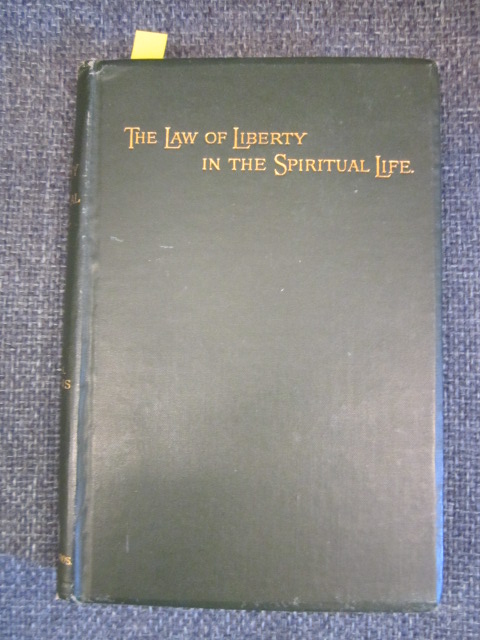 The Law of Liberty
in the Spiritual Life.